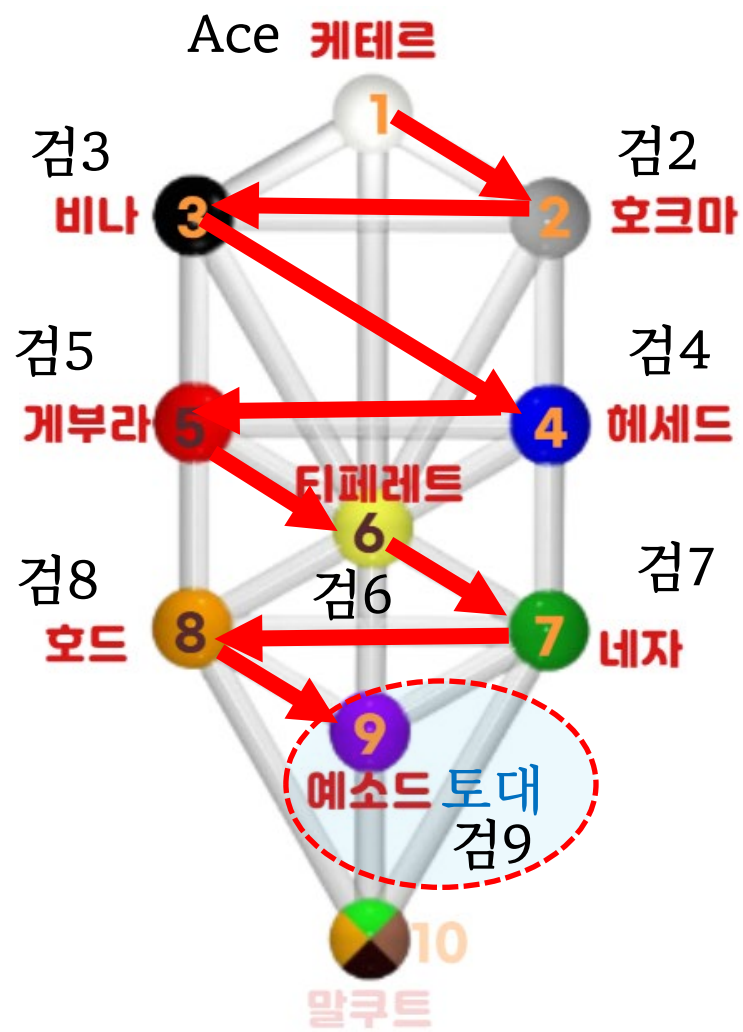 Ace 케테르
1
검3
검2
비나
3
2
호크마
검5
검4
게부라
5
4
헤세드
티페레트
6
검6
검8
검7
호드
8
7
네자
9
예소드 토대
검9
10
말쿠트